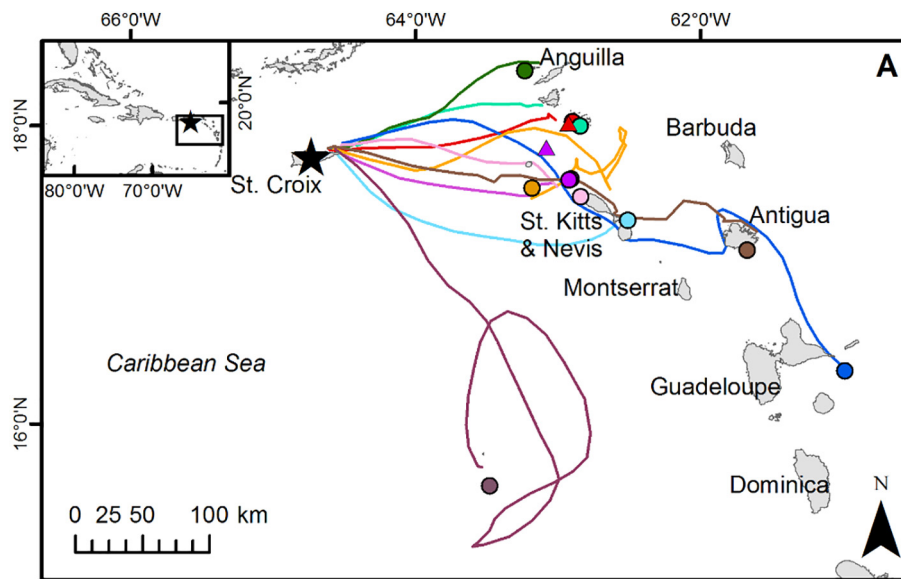 66°0'W
64°0'W
62°0'W
A
Anguilla
20°0'N
18°0'N
Barbuda
80°0'W
70°0'W
St. Croix
St. Kitts
& Nevis
Antigua
Montserrat
Caribbean Sea
Guadeloupe
16°0'N
Dominica
N
0 25 50 100 km